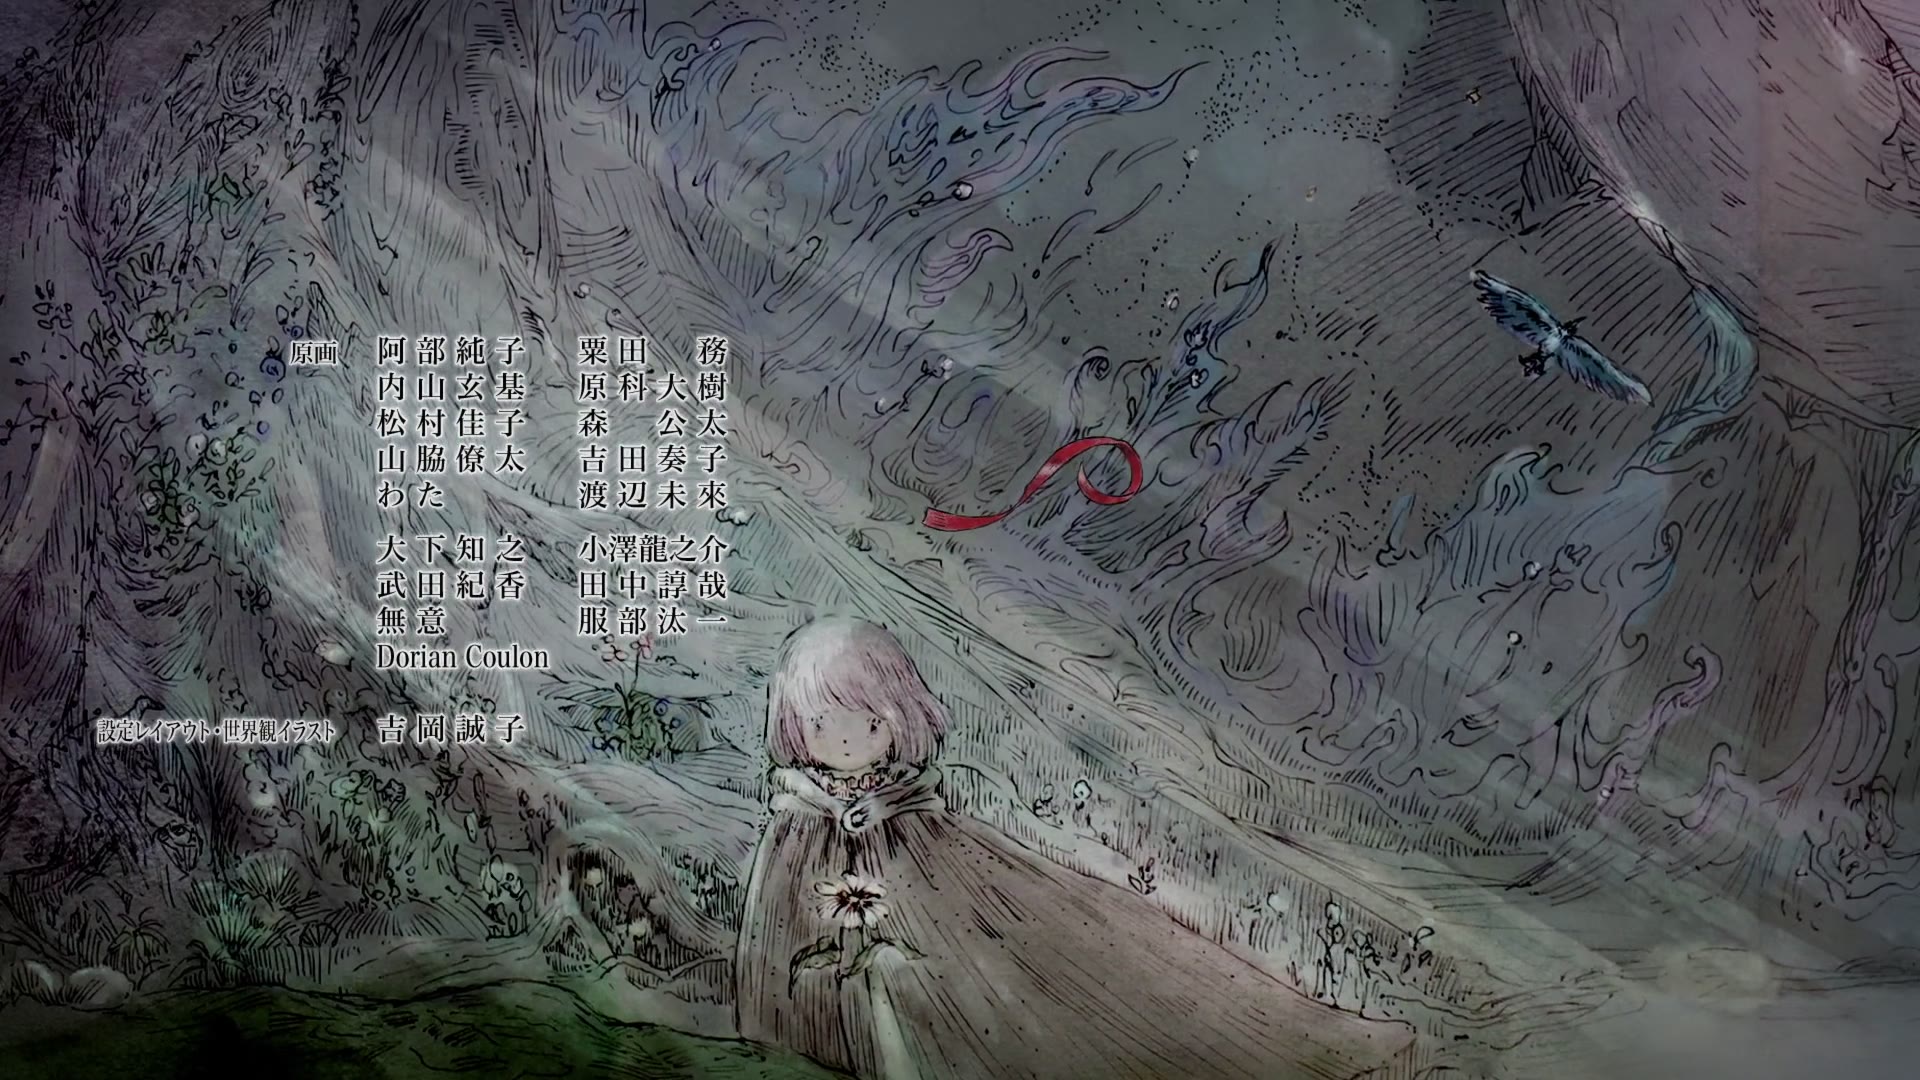 原画 阿部純子 粟田 務
内山玄基 原科大樹
松村佳子 森 公太
山脇僚太 吉田奏子
わた 渡辺未來
大下知之 小澤龍之介
武田紀香 田中諄哉
無意 服部汰一
Dorian Coulon
設定レイアウト・世界観イラスト 吉岡誠子